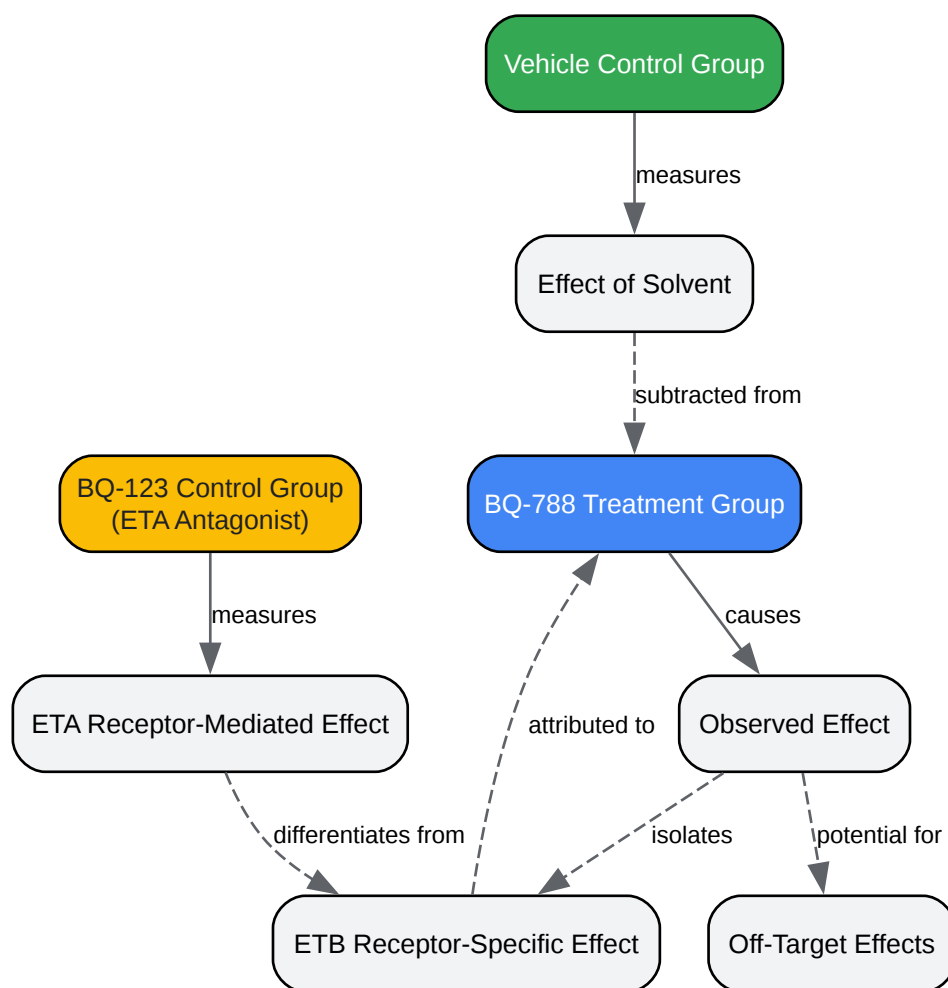 Vehicle Control Group
measures
Effect of Solvent
subtracted from
BQ-123 Control Group
(ETA Antagonist)
BQ-788 Treatment Group
measures
causes
ETA Receptor-Mediated Effect
attributed to
Observed Effect
differentiates from
isolates
potential for
ETB Receptor-Specific Effect
Off-Target Effects